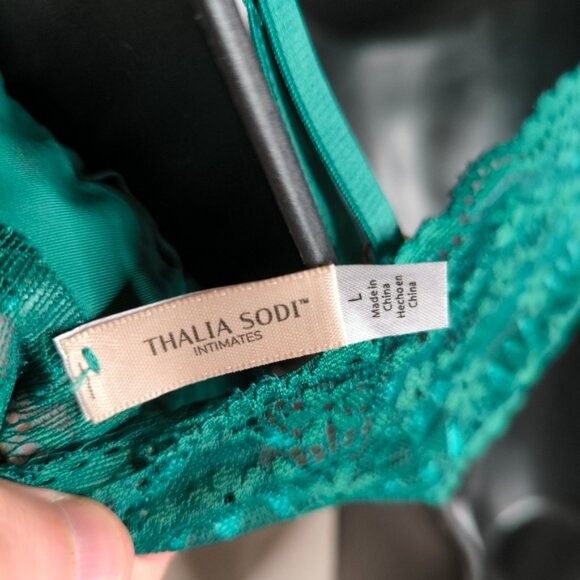 THALIA SODI™
INTIMATES
L
Made in
China
Hecho en
China